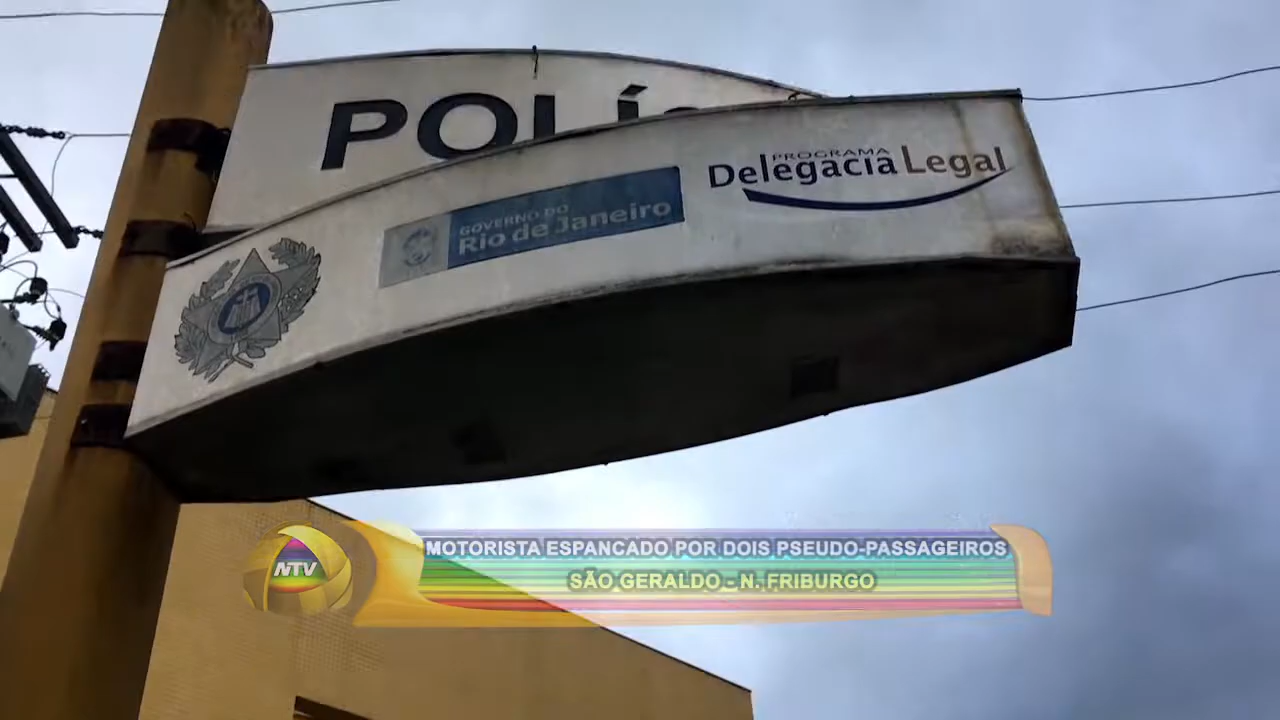 POLÍ
PROGRAMA
Delegacia Legal
GOVERNO DO
Rio de Janeiro
NTV
MOTORISTA ESPANCADO POR DOIS PSEUDO-PASSAGEIROS
SÃO GERALDO - N. FRIBURGO